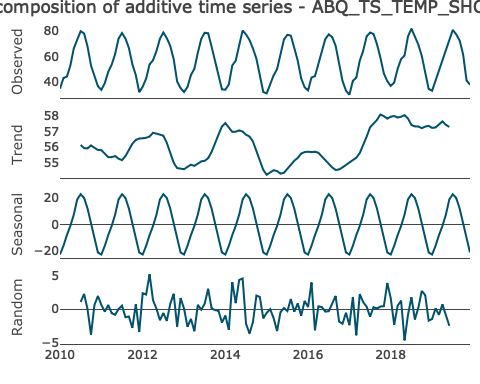 composition of additive time series - ABQ_TS_TEMP_SHO
Observed
80
60
40
Trend
58
57
56
55
Seasonal
20
0
−20
Random
5
0
−5
2010 2012 2014 2016 2018